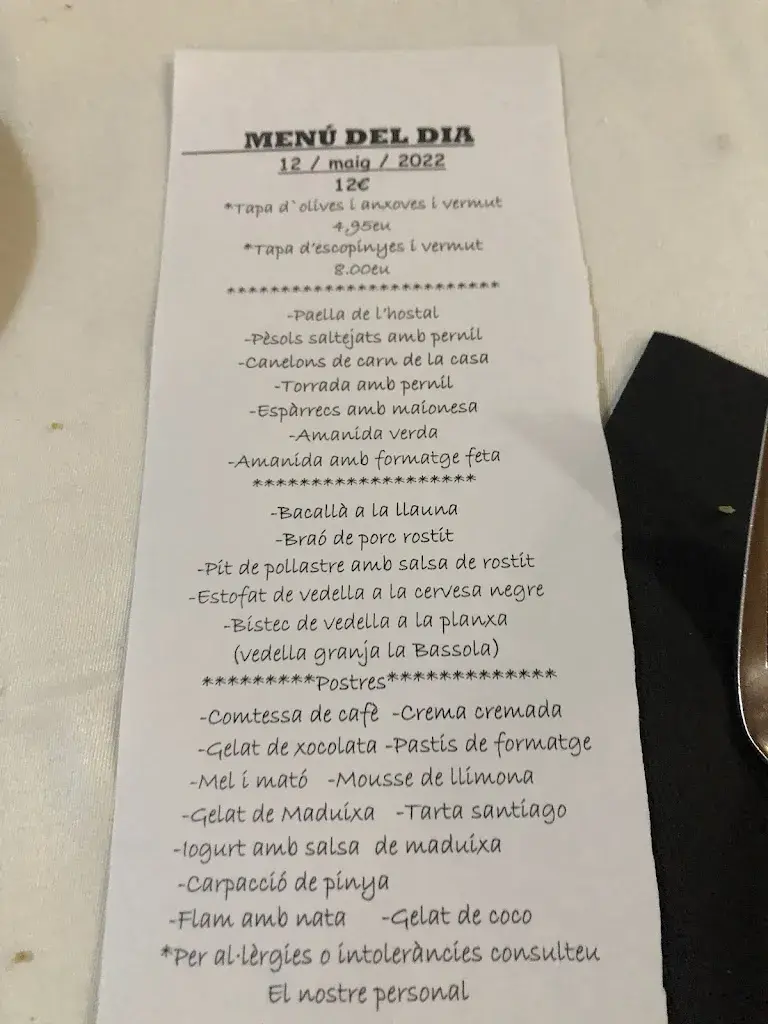 MENÚ DEL DIA
12 / maig / 2022
12€
*Tapa d`olives i anxoves i vermut
4,95eu
*Tapa d'escopinyes i vermut
8.00eu
*************************
-Paella de l'hostal
-Pèsols saltejats amb pernil
-Canelons de carn de la casa
-Torrada amb pernil
-Espàrrecs amb maionesa
-Amanida verda
-Amanida amb formatge feta
*******************
-Bacallà a la llauna
-Braó de porc rostit
-Pit de pollastre amb salsa de rostit
-Estofat de vedella a la cervesa negre
-Bistec de vedella a la planxa
(vedella granja la Bassola)
*********Postres*************
-Comtessa de cafè -Crema cremada
-Gelat de xocolata -Pastís de formatge
-Mel i mató -Mousse de llimona
-Gelat de Maduixa -Tarta santiago
-Iogurt amb salsa de maduixa
-Carpacció de pinya
-Flam amb nata -Gelat de coco
*Per al·lèrgies o intoleràncies consulteu
El nostre personal